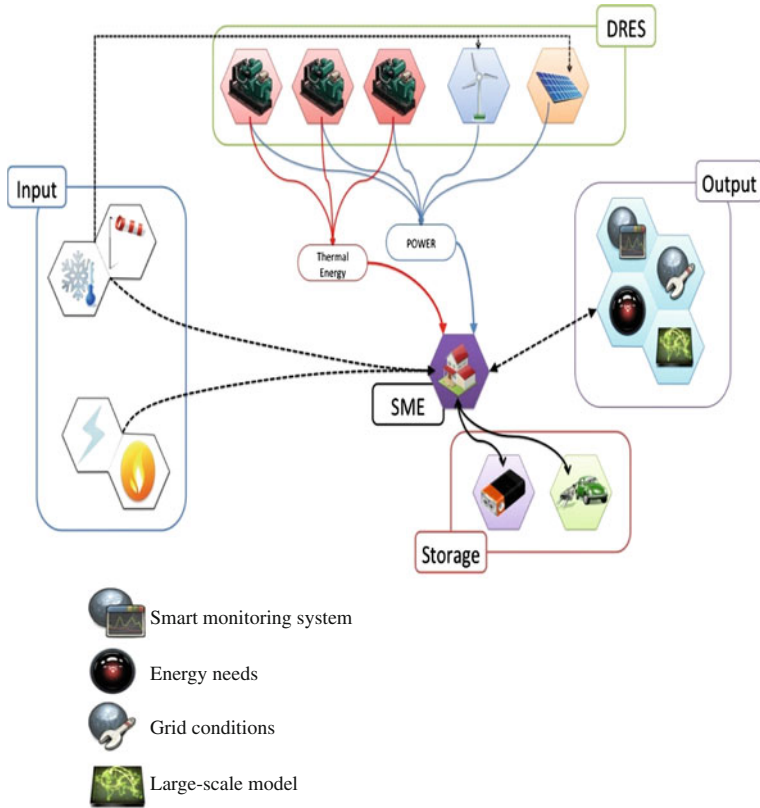 DRES
Input
Output
Thermal
Energy
POWER
SME
Storage
Smart monitoring system
Energy needs
Grid conditions
Large-scale model